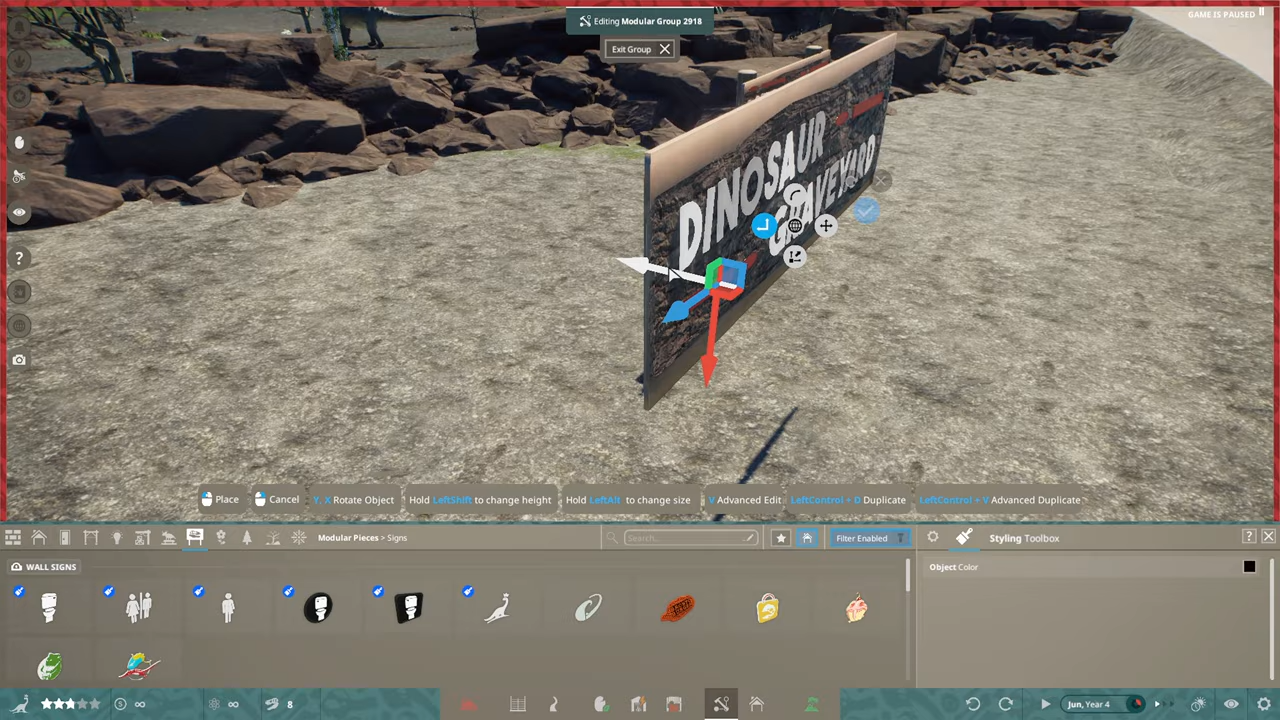 Editing Modular Group 2918
GAME IS PAUSED
Exit Group
DINOSAUR
GRAVEYARD
Place
Cancel
Y, X Rotate Object
Hold LeftShift to change height
Hold LeftAlt to change size
V Advanced Edit
LeftControl + D Duplicate
LeftControl + V Advanced Duplicate
Modular Pieces > Signs
Search...
Filter Enabled
Styling Toolbox
?
WALL SIGNS
Object Color
8
Jun, Year 4